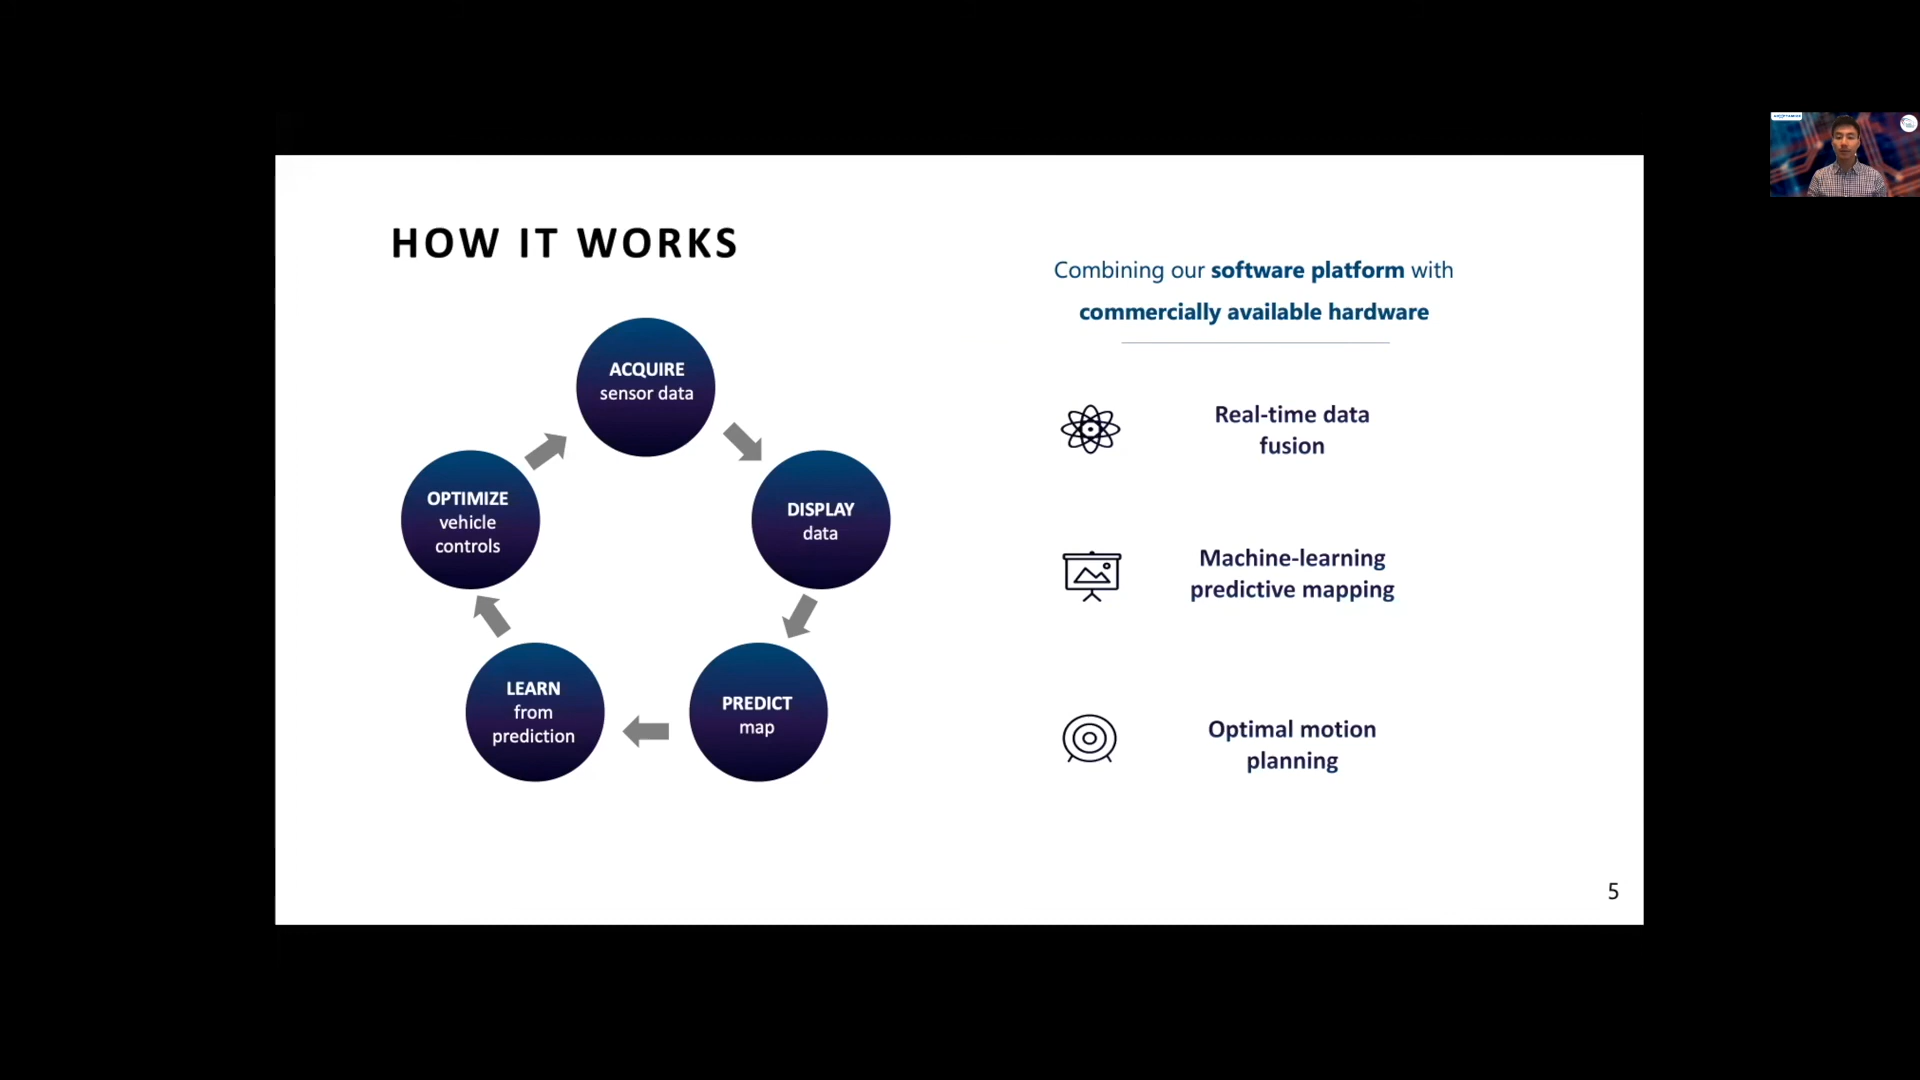 HOW IT WORKS
ACQUIRE
sensor data
DISPLAY
data
PREDICT
map
LEARN
from
prediction
OPTIMIZE
vehicle
controls
Combining our software platform with
commercially available hardware
Real-time data
fusion
Machine-learning
predictive mapping
Optimal motion
planning
5